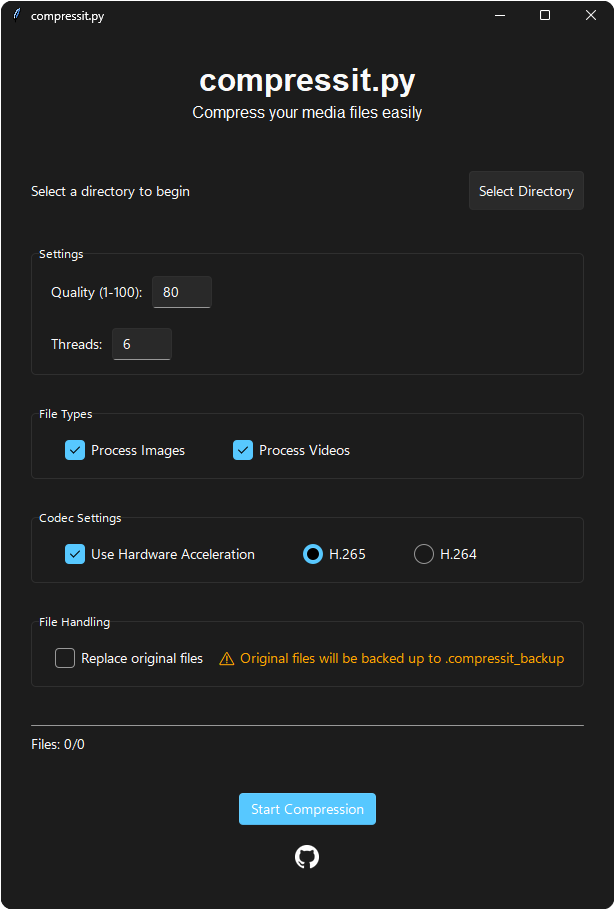 compressit.py
compressit.py
Compress your media files easily
Select a directory to begin
Select Directory
Settings
Quality (1-100): 80
Threads: 6
File Types
Process Images Process Videos
Codec Settings
Use Hardware Acceleration H.265 H.264
File Handling
Replace original files ⚠ Original files will be backed up to .compressit_backup
Files: 0/0
Start Compression